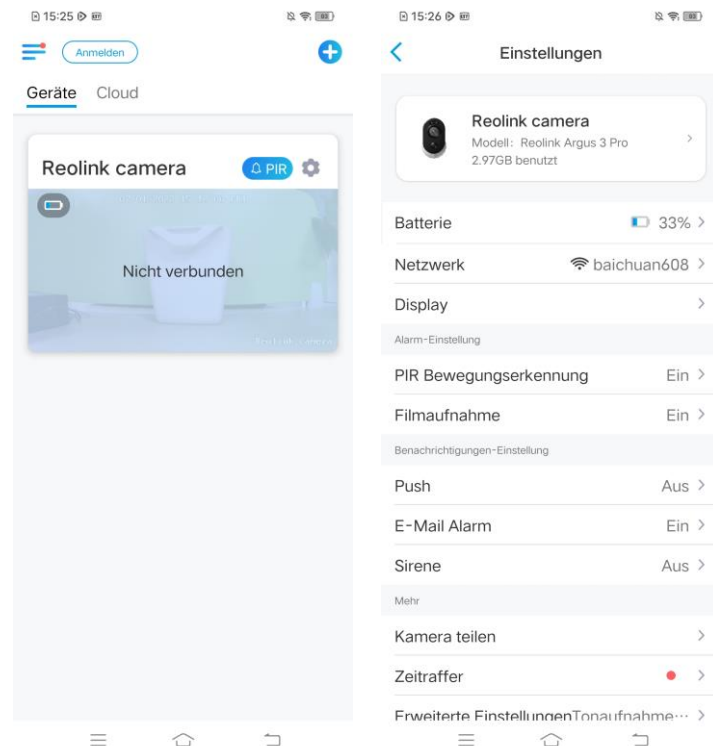 15:25
Anmelden
Geräte
Cloud
Reolink camera
PIR
Nicht verbunden
15:26
Einstellungen
Reolink camera
Modell: Reolink Argus 3 Pro
2.97GB benutzt
Batterie
33%
Netzwerk
baichuan608
Display
Alarm-Einstellung
PIR Bewegungserkennung
Ein
Filmaufnahme
Ein
Benachrichtigungen-Einstellung
Push
Aus
E-Mail Alarm
Ein
Sirene
Aus
Mehr
Kamera teilen
Zeitraffer
Erweiterte Einstellungen
Tonaufnahme···